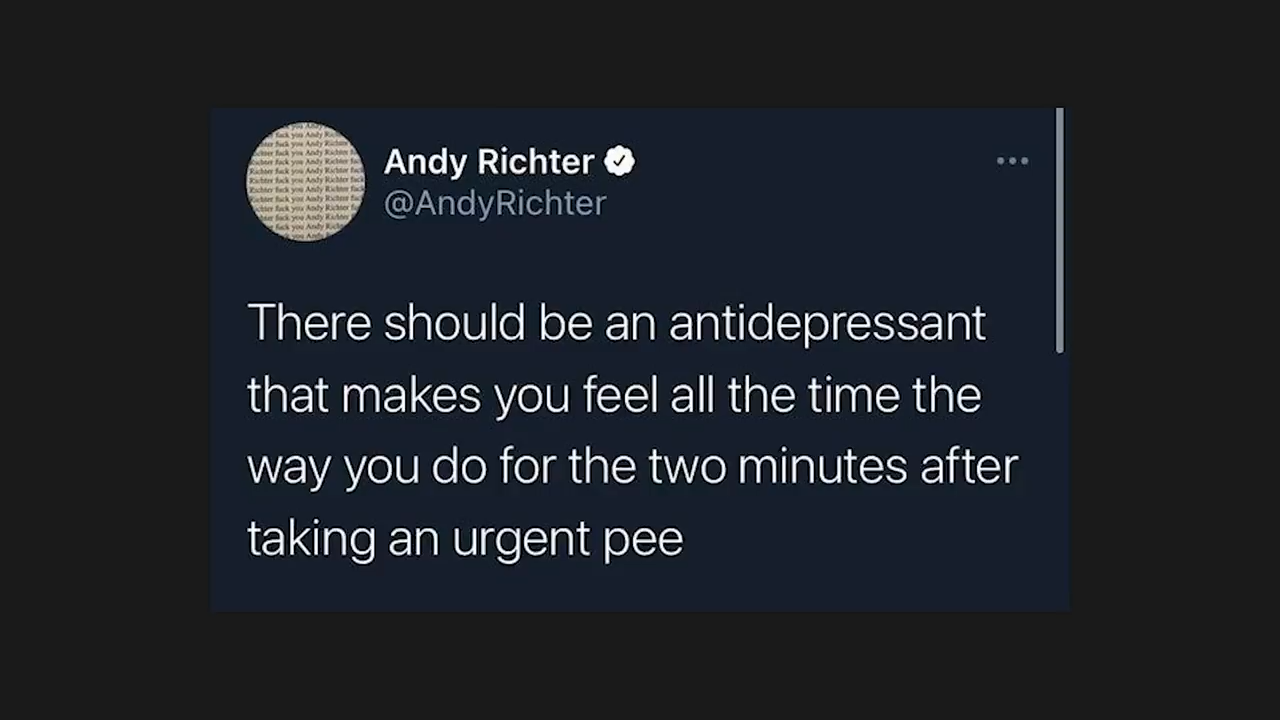 Andy Richter
@AndyRichter
There should be an antidepressant
that makes you feel all the time the
way you do for the two minutes after
taking an urgent pee